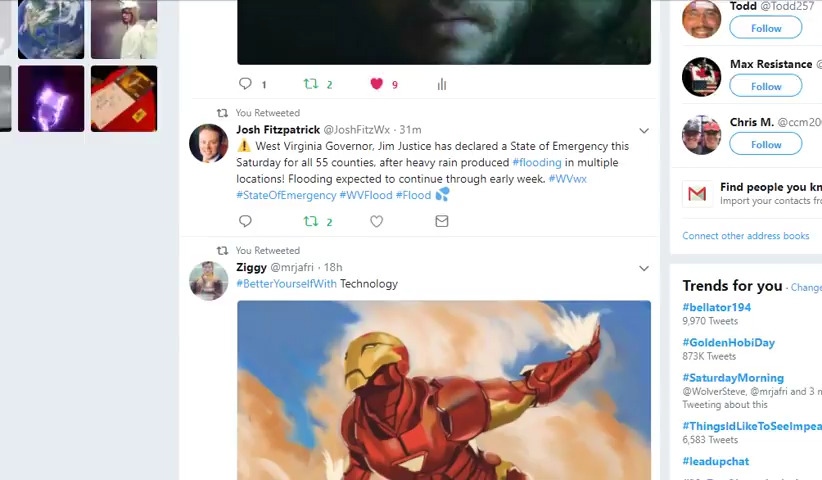 1 2 9
You Retweeted
Josh Fitzpatrick @JoshFitzWx · 31m
⚠️ West Virginia Governor, Jim Justice has declared a State of Emergency this
Saturday for all 55 counties, after heavy rain produced #flooding in multiple
locations! Flooding expected to continue through early week. #WVwx
#StateOfEmergency #WVFlood #Flood 💦
2
You Retweeted
Ziggy @mrjafri · 18h
#BetterYourselfWith Technology
Todd @Todd257
Follow
Max Resistance @
Follow
Chris M. @ccm20
Follow
Find people you kn
Import your contacts fro
Connect other address books
Trends for you · Change
#bellator194
9,970 Tweets
#GoldenHobiDay
873K Tweets
#SaturdayMorning
@WolverSteve, @mrjafri and 3 m
Tweeting about this
#ThingsIdLikeToSeeImpea
6,583 Tweets
#leadupchat